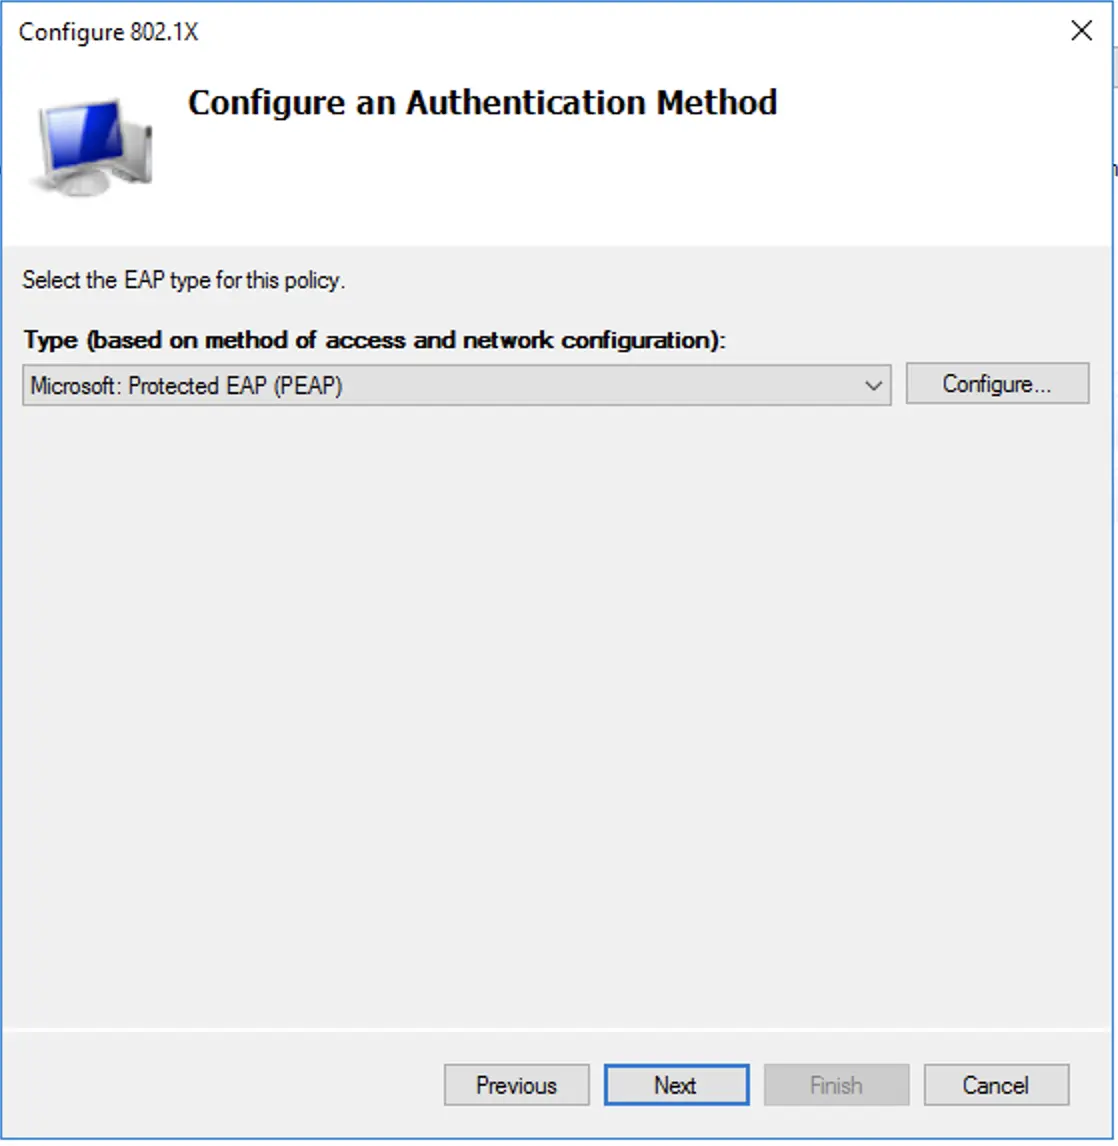 Configure 802.1X
Configure an Authentication Method
Select the EAP type for this policy.
Type (based on method of access and network configuration):
Microsoft: Protected EAP (PEAP)
Configure...
Previous
Next
Finish
Cancel